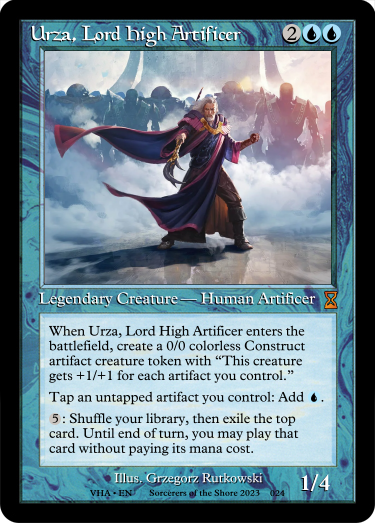 Urza, Lord High Artificer 2
Legendary Creature — Human Artificer
When Urza, Lord High Artificer enters the
battlefield, create a 0/0 colorless Construct
artifact creature token with “This creature
gets +1/+1 for each artifact you control.”
Tap an untapped artifact you control: Add .
5: Shuffle your library, then exile the top
card. Until end of turn, you may play that
card without paying its mana cost.
Illus. Grzegorz Rutkowski
1/4
VHA • EN Sorcerers of the Shore 2023 024